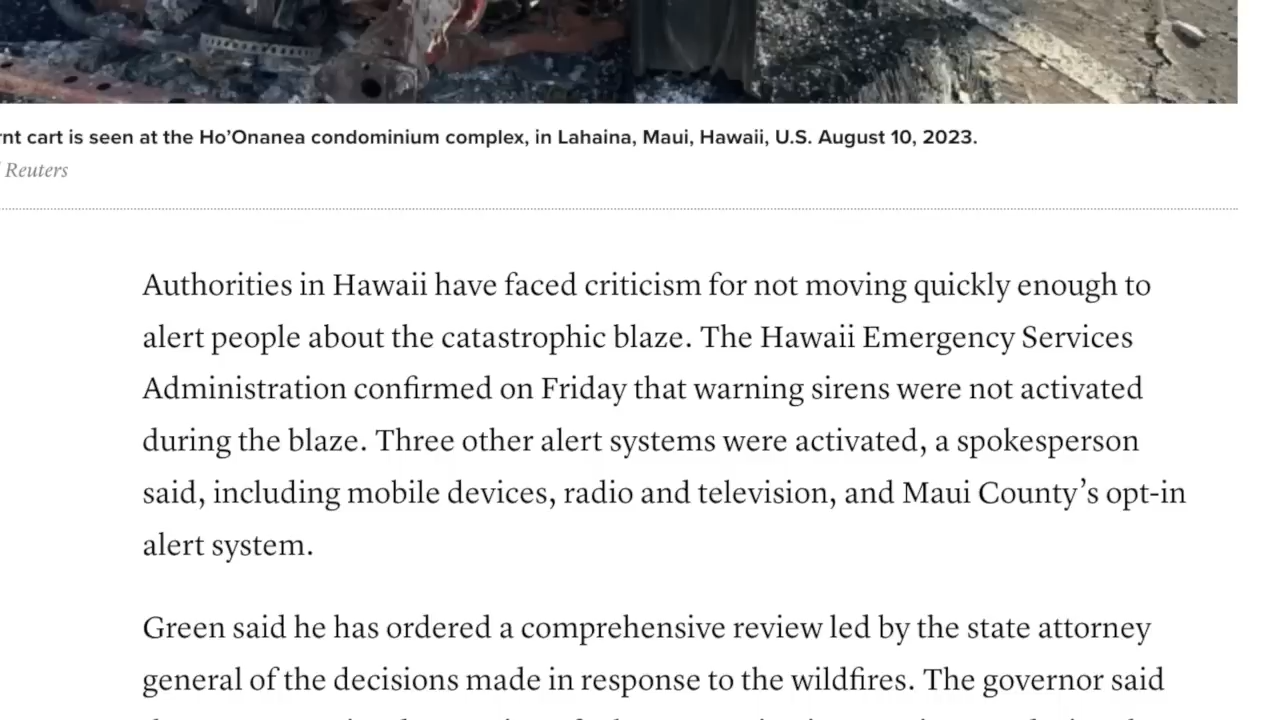 cart is seen at the Ho’Onanea condominium complex, in Lahaina, Maui, Hawaii, U.S. August 10, 2023.
Reuters
Authorities in Hawaii have faced criticism for not moving quickly enough to
alert people about the catastrophic blaze. The Hawaii Emergency Services
Administration confirmed on Friday that warning sirens were not activated
during the blaze. Three other alert systems were activated, a spokesperson
said, including mobile devices, radio and television, and Maui County’s opt-in
alert system.
Green said he has ordered a comprehensive review led by the state attorney
general of the decisions made in response to the wildfires. The governor said